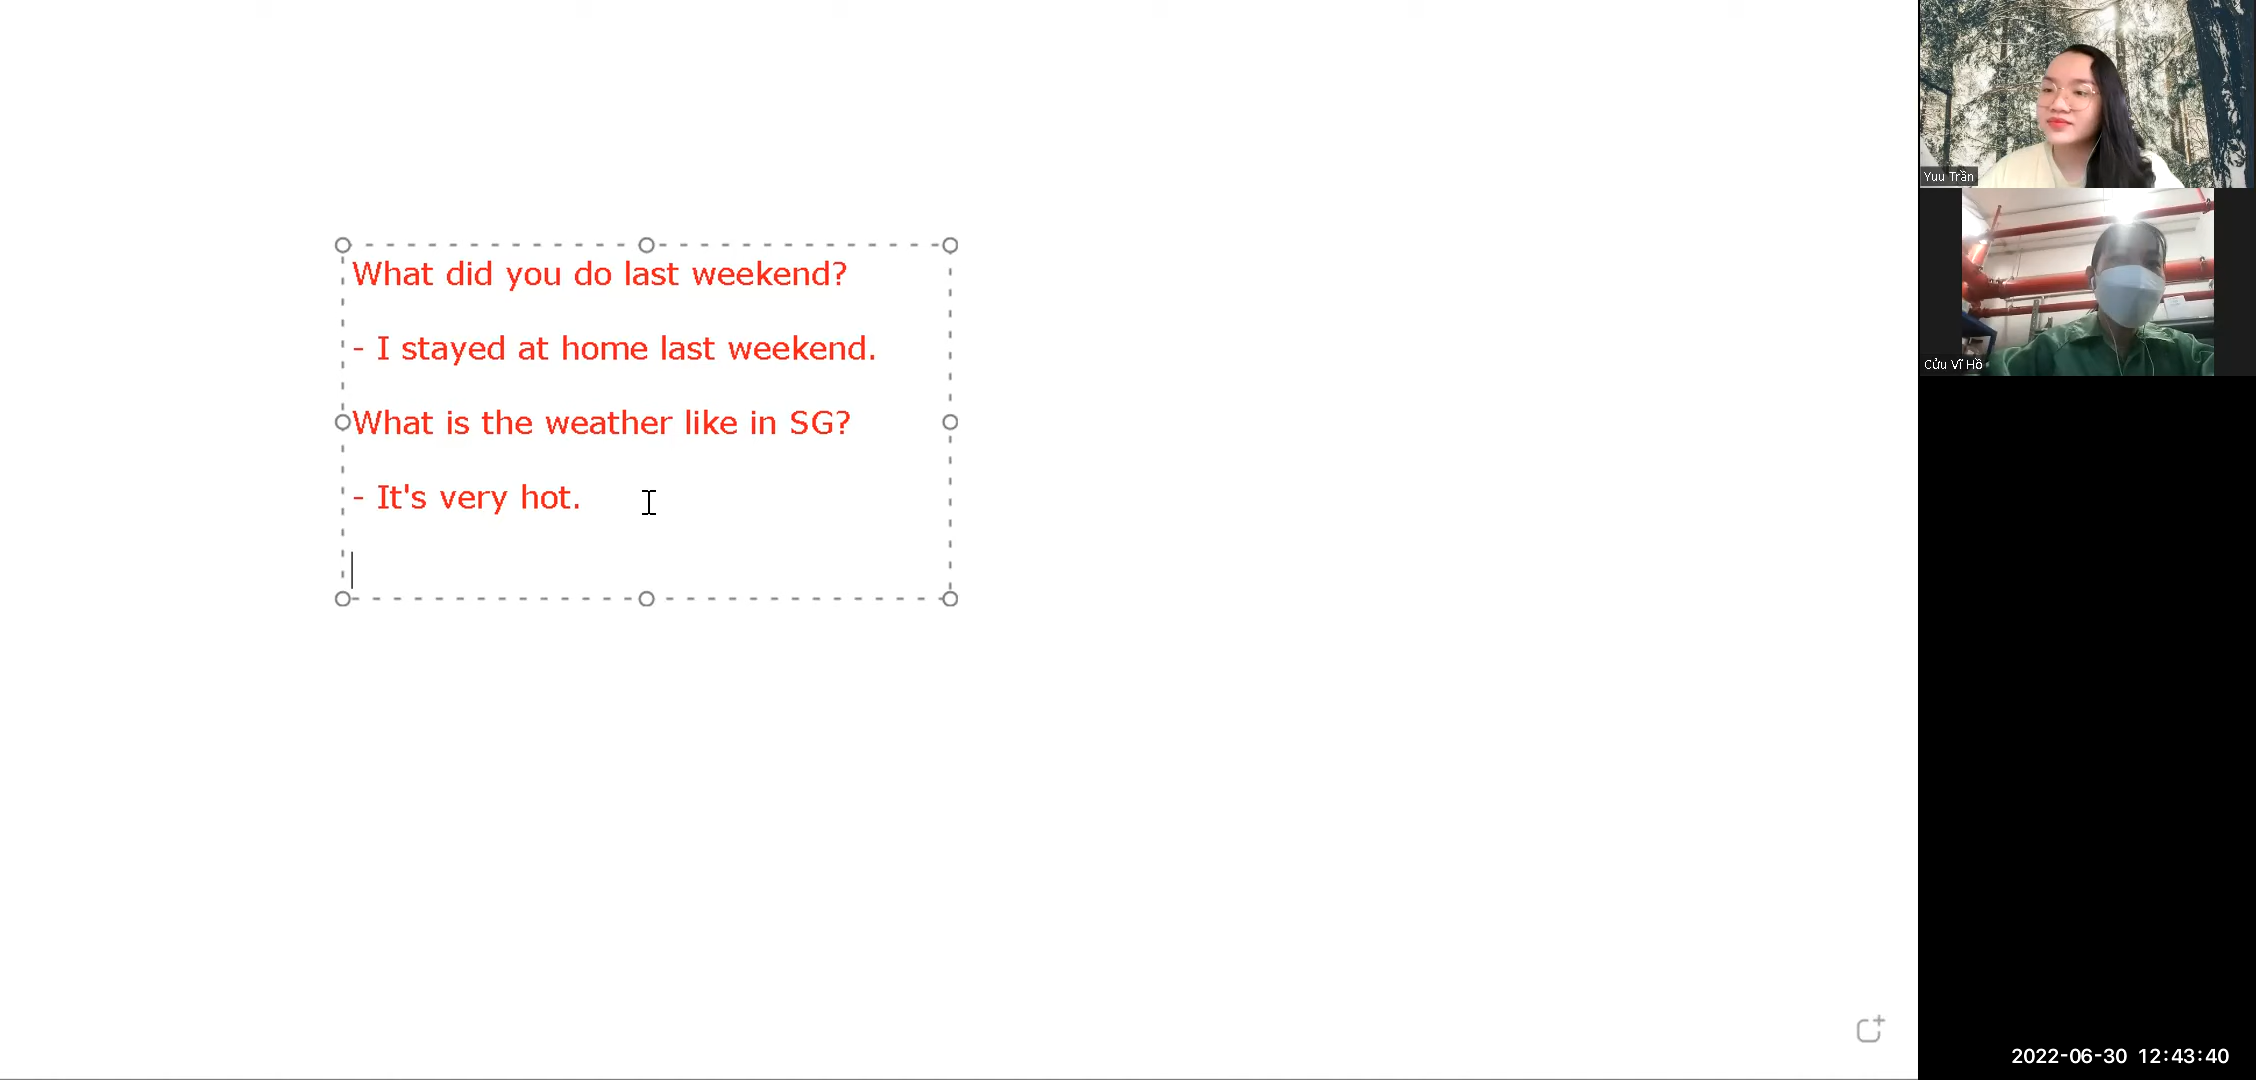 What did you do last weekend?
- I stayed at home last weekend.
What is the weather like in SG?
- It's very hot.
Yuu Trần
Cửu Vĩ Hồ
2022-06-30 12:43:40